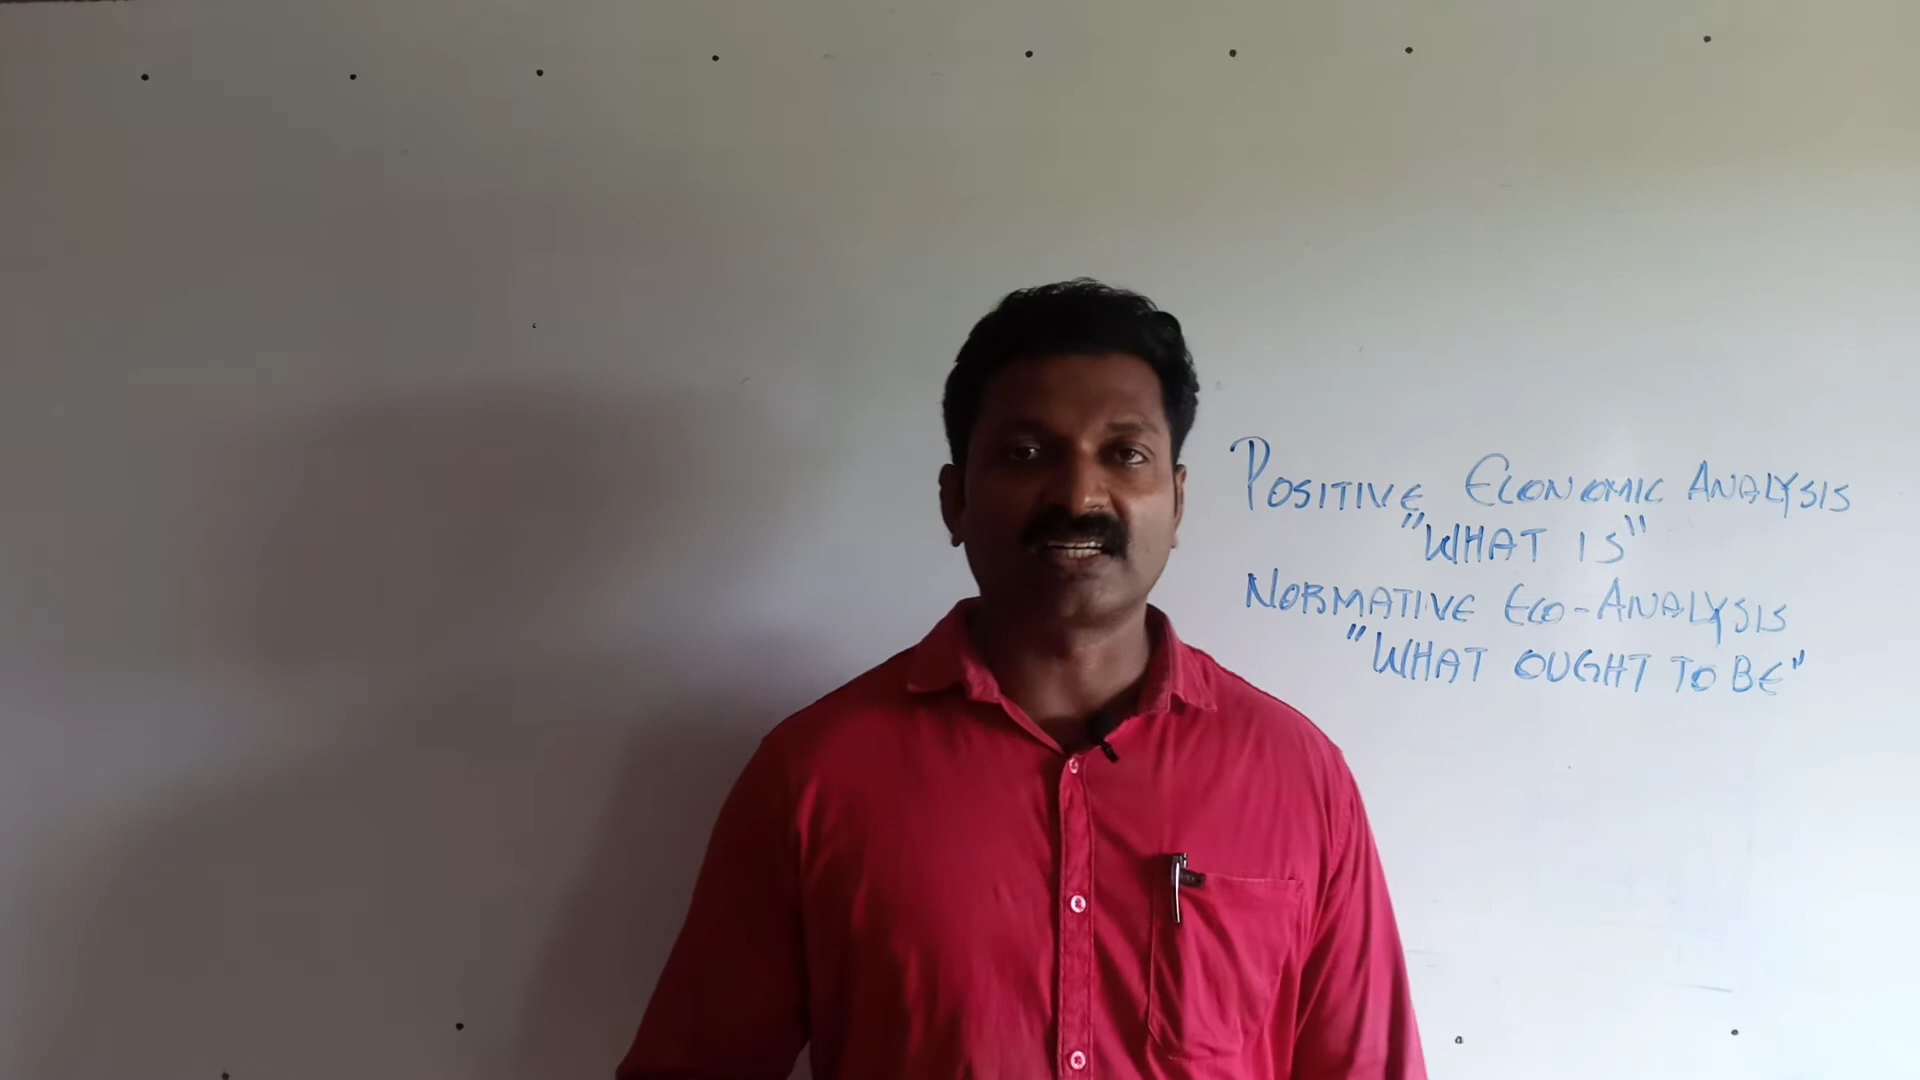 POSITIVE ECONOMIC ANALYSIS
"WHAT IS"
NORMATIVE ECO-ANALYSIS
"WHAT OUGHT TO BE"